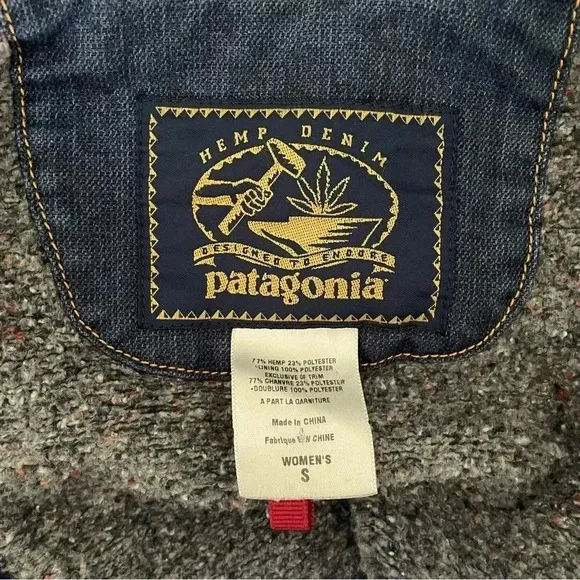 HEMP DENIM
DESIGNED TO ENDURE
patagonia
77% HEMP 23% POLYESTER
•LINING 100% POLYESTER
EXCLUSIVE OF TRIM
77% CHANVRE 23% POLYESTER
•DOUBLURE 100% POLYESTER
A PART LA GARNITURE
Made in CHINA
Fabriqué EN CHINE
WOMEN'S
S